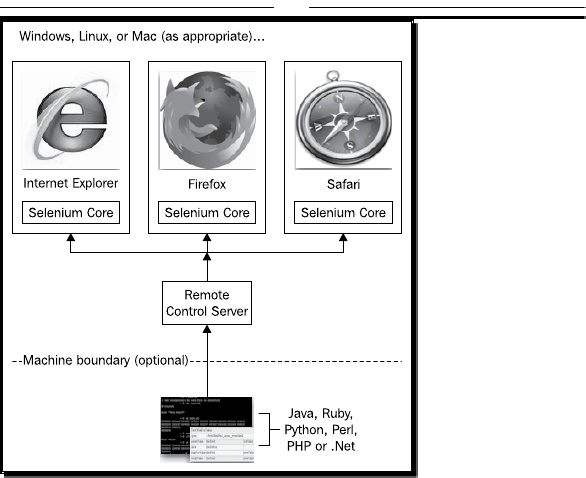 Windows, Linux, or Mac (as appropriate)...
Internet Explorer
Firefox
Safari
Selenium Core
Selenium Core
Selenium Core
Remote
Control Server
Machine boundary (optional)
Java, Ruby,
Python, Perl,
PHP or .Net